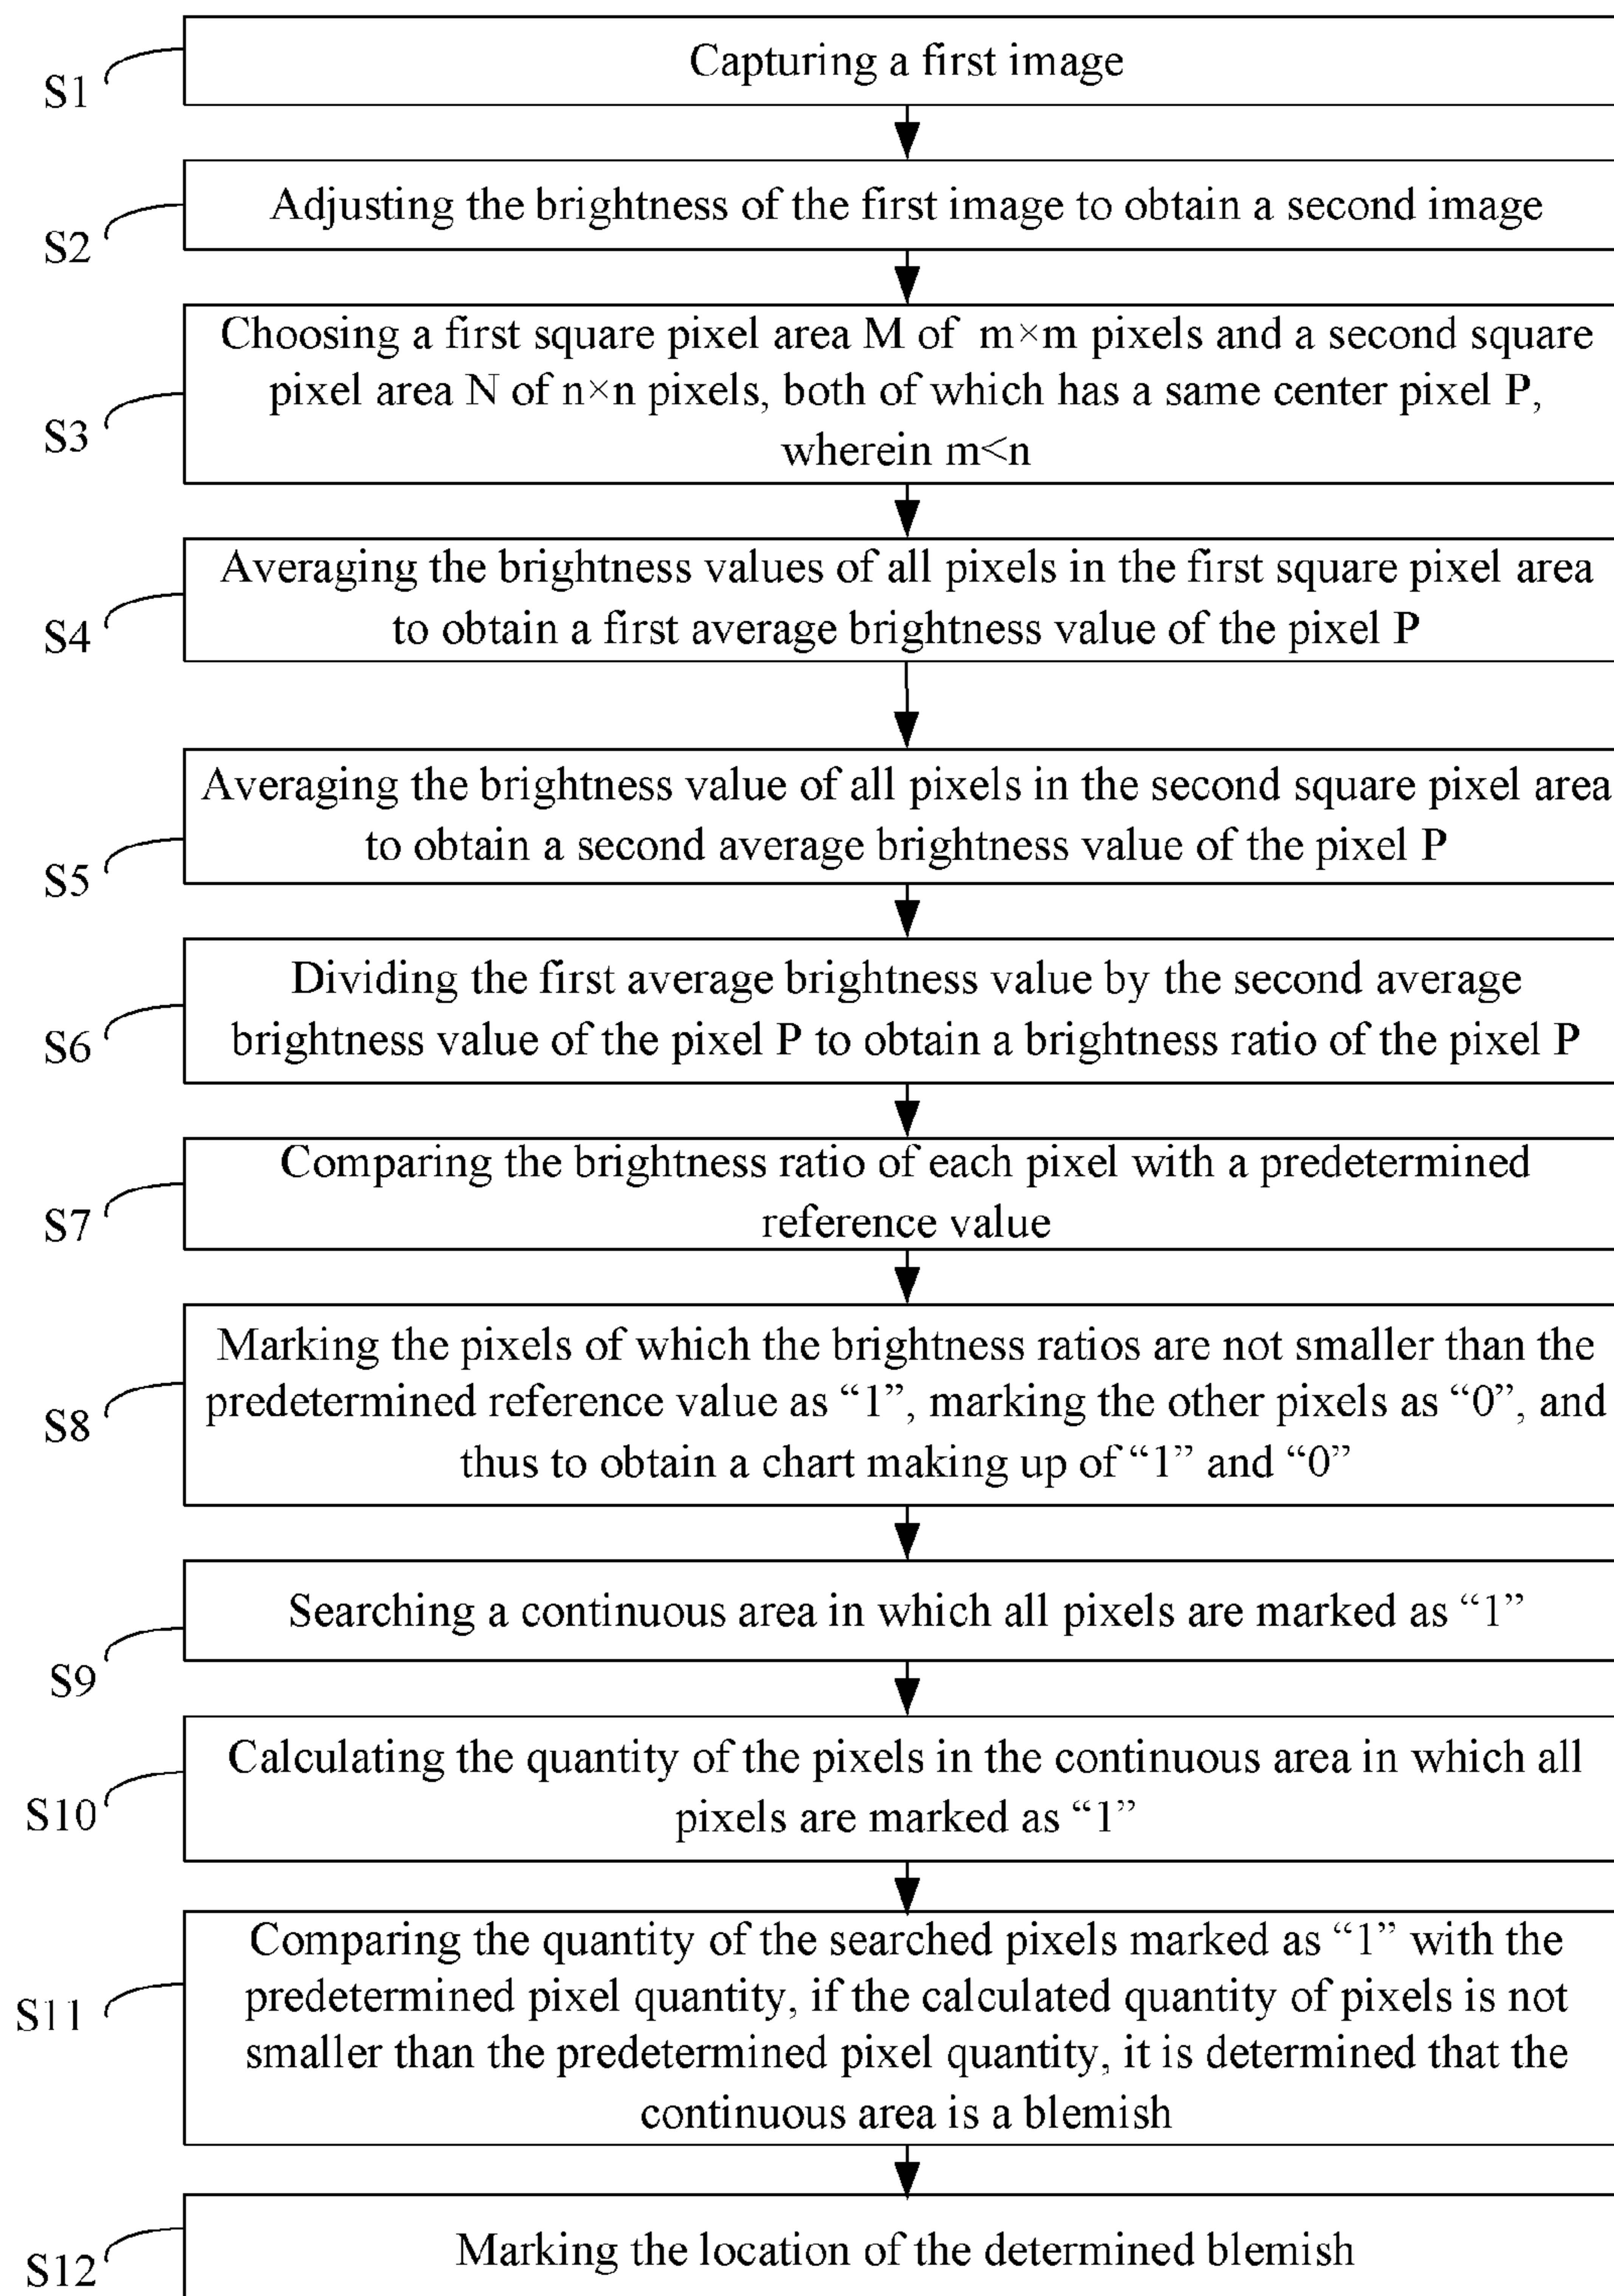 Capturing a first image
S1
Adjusting the brightness of the first image to obtain a second image
S2
Choosing a first square pixel area M of m×m pixels and a second square
pixel area N of n×n pixels, both of which has a same center pixel P,
wherein m<n
S3
Averaging the brightness values of all pixels in the first square pixel area
to obtain a first average brightness value of the pixel P
S4
Averaging the brightness value of all pixels in the second square pixel area
to obtain a second average brightness value of the pixel P
S5
Dividing the first average brightness value by the second average
brightness value of the pixel P to obtain a brightness ratio of the pixel P
S6
Comparing the brightness ratio of each pixel with a predetermined
reference value
S7
Marking the pixels of which the brightness ratios are not smaller than the
predetermined reference value as “1”, marking the other pixels as “0”, and
thus to obtain a chart making up of “1” and “0”
S8
Searching a continuous area in which all pixels are marked as “1”
S9
Calculating the quantity of the pixels in the continuous area in which all
pixels are marked as “1”
S10
Comparing the quantity of the searched pixels marked as “1” with the
predetermined pixel quantity, if the calculated quantity of pixels is not
smaller than the predetermined pixel quantity, it is determined that the
continuous area is a blemish
S11
Marking the location of the determined blemish
S12